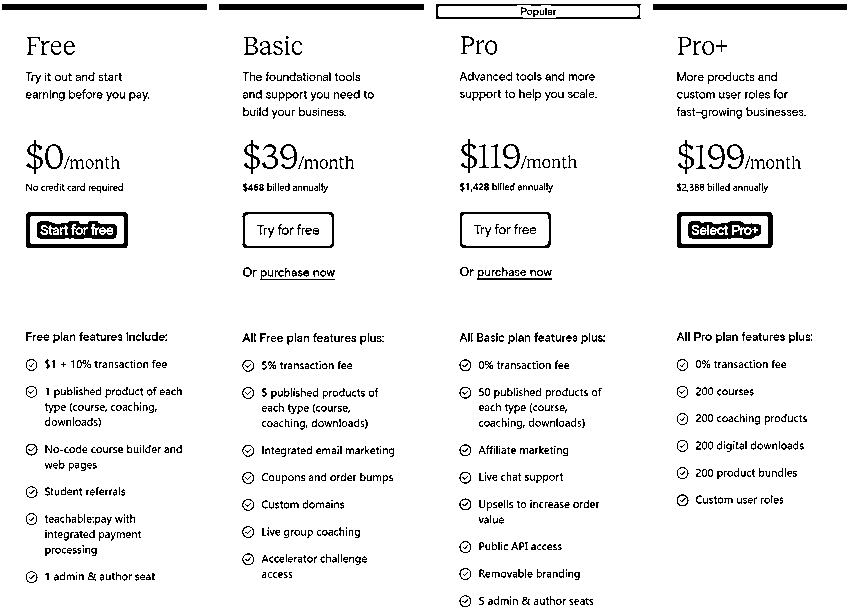 Free
Try it out and start
earning before you pay.
$0/month
No credit card required
Start for free
Free plan features include:
$1 + 10% transaction fee
1 published product of each
type (course, coaching,
downloads)
No-code course builder and
web pages
Student referrals
teachable:pay with
integrated payment
processing
1 admin & author seat
Basic
The foundational tools
and support you need to
build your business.
$39/month
$468 billed annually
Try for free
Or purchase now
All Free plan features plus:
5% transaction fee
5 published products of
each type (course,
coaching, downloads)
Integrated email marketing
Coupons and order bumps
Custom domains
Live group coaching
Accelerator challenge
access
Popular
Pro
Advanced tools and more
support to help you scale.
$119/month
$1,428 billed annually
Try for free
Or purchase now
All Basic plan features plus:
0% transaction fee
50 published products of
each type (course,
coaching, downloads)
Affiliate marketing
Live chat support
Upsells to increase order
value
Public API access
Removable branding
5 admin & author seats
Pro+
More products and
custom user roles for
fast-growing businesses.
$199/month
$2,388 billed annually
Select Pro+
All Pro plan features plus:
0% transaction fee
200 courses
200 coaching products
200 digital downloads
200 product bundles
Custom user roles